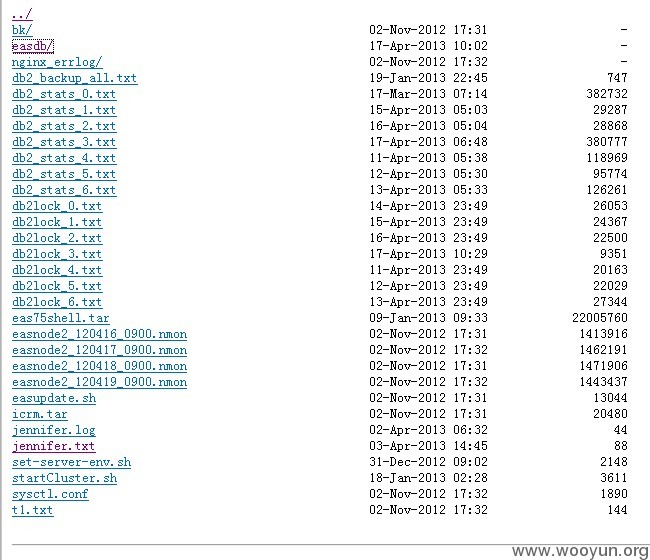 ../
bk/ 02-Nov-2012 17:31 -
easdb/ 17-Apr-2013 10:02 -
nginx_errlog/ 02-Nov-2012 17:32 -
db2_backup_all.txt 19-Jan-2013 22:45 747
db2_stats_0.txt 17-Mar-2013 07:14 382732
db2_stats_1.txt 15-Apr-2013 05:03 29287
db2_stats_2.txt 16-Apr-2013 05:04 28868
db2_stats_3.txt 17-Apr-2013 06:48 380777
db2_stats_4.txt 11-Apr-2013 05:38 118969
db2_stats_5.txt 12-Apr-2013 05:30 95774
db2_stats_6.txt 13-Apr-2013 05:33 126261
db2lock_0.txt 14-Apr-2013 23:49 26053
db2lock_1.txt 15-Apr-2013 23:49 24367
db2lock_2.txt 16-Apr-2013 23:49 22500
db2lock_3.txt 17-Apr-2013 10:29 9351
db2lock_4.txt 11-Apr-2013 23:49 20163
db2lock_5.txt 12-Apr-2013 23:49 22029
db2lock_6.txt 13-Apr-2013 23:49 27344
eas75shell.tar 09-Jan-2013 09:33 22005760
easnode2_120416_0900.nmon 02-Nov-2012 17:31 1413916
easnode2_120417_0900.nmon 02-Nov-2012 17:32 1462191
easnode2_120418_0900.nmon 02-Nov-2012 17:32 1471906
easnode2_120419_0900.nmon 02-Nov-2012 17:32 1443437
easupdate.sh 02-Nov-2012 17:31 13044
icrm.tar 02-Nov-2012 17:31 20480
jennifer.log 02-Apr-2013 06:32 44
jennifer.txt 03-Apr-2013 14:45 88
set-server-env.sh 31-Dec-2012 09:02 2148
startCluster.sh 18-Jan-2013 02:28 3611
sysctl.conf 02-Nov-2012 17:32 1890
t1.txt 02-Nov-2012 17:32 144
www.wooyun.org